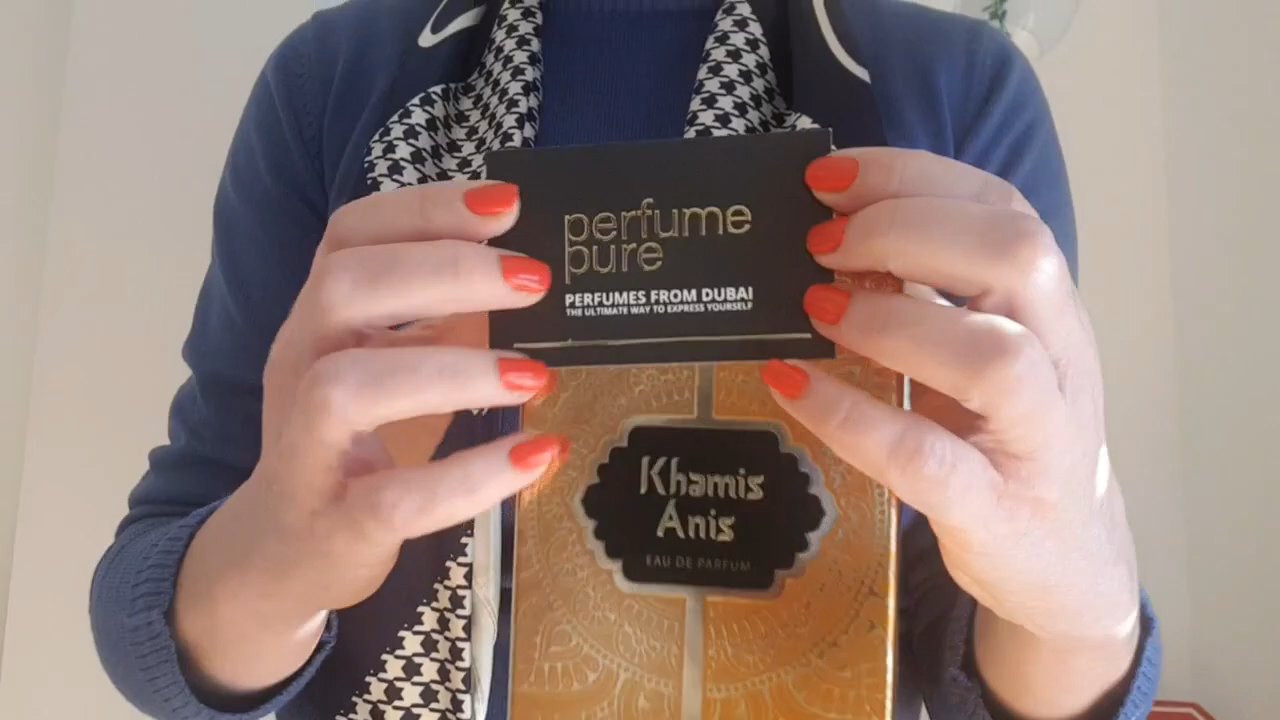 perfume
pure
PERFUMES FROM DUBAI
THE ULTIMATE WAY TO EXPRESS YOURSELF
Khamis
Anis
EAU DE PARFUM